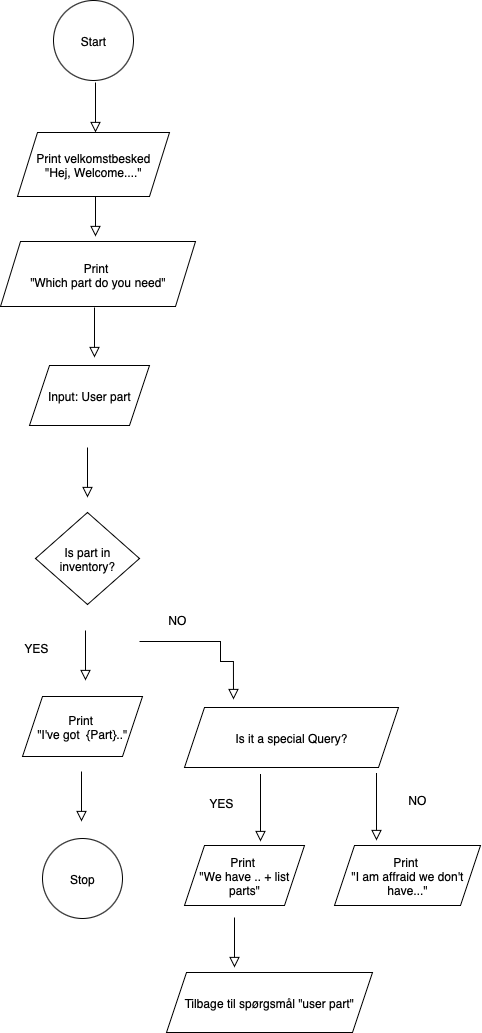 Start
Print velkomstbesked
"Hej, Welcome...."
Print
"Which part do you need"
Input: User part
Is part in
inventory?
NO
YES
Print
"I've got {Part}.."
Is it a special Query?
YES
NO
Print
"We have .. + list
parts"
Print
"I am affraid we don't
have..."
Stop
Tilbage til spørgsmål "user part"